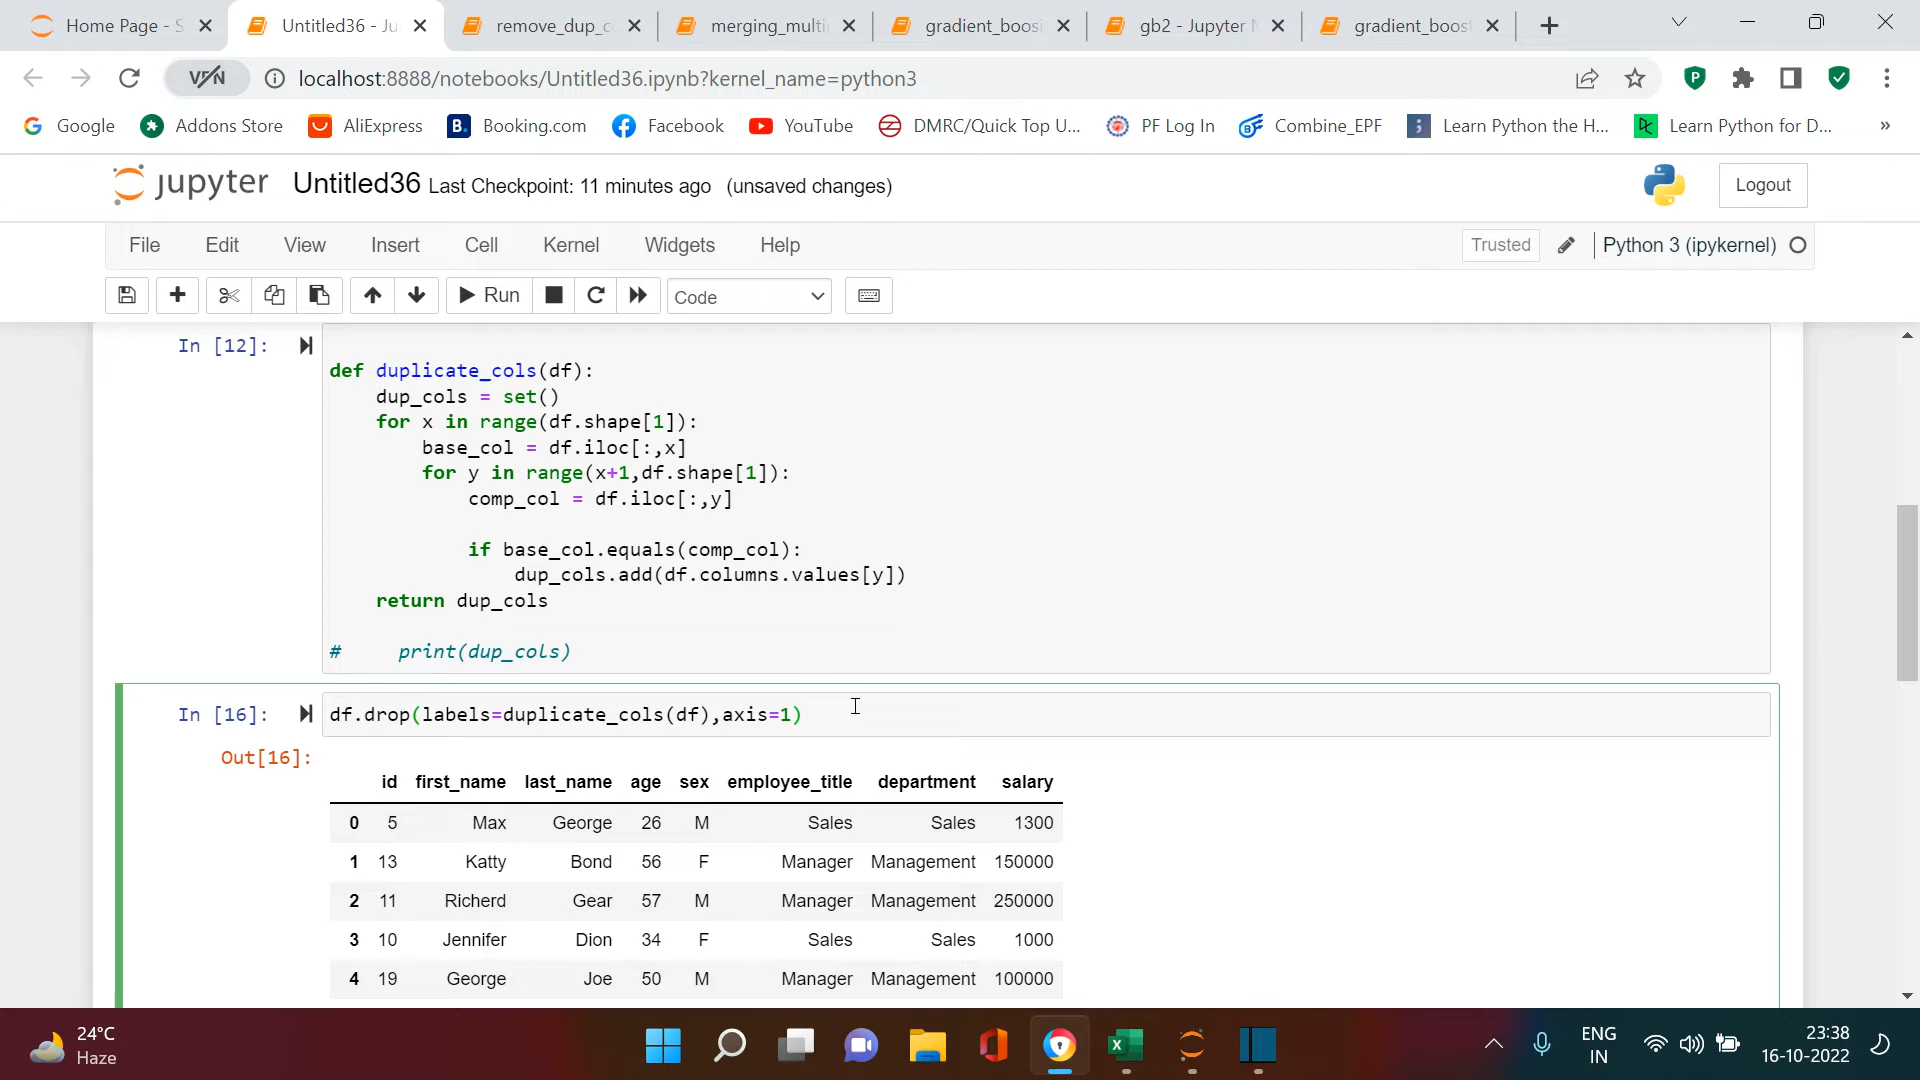 Home Page - S
Untitled36 - Ju
remove_dup_c
merging_multi
gradient_boosi
gb2 - Jupyter N
gradient_boost
VPN
localhost:8888/notebooks/Untitled36.ipynb?kernel_name=python3
Google
Addons Store
AliExpress
Booking.com
Facebook
YouTube
DMRC/Quick Top U...
PF Log In
Combine_EPF
Learn Python the H...
Learn Python for D...
»
jupyter Untitled36 Last Checkpoint: 11 minutes ago (unsaved changes)
Logout
File Edit View Insert Cell Kernel Widgets Help
Trusted
Python 3 (ipykernel)
Run
Code
In [12]:
def duplicate_cols(df):
dup_cols = set()
for x in range(df.shape[1]):
base_col = df.iloc[:,x]
for y in range(x+1,df.shape[1]):
comp_col = df.iloc[:,y]
if base_col.equals(comp_col):
dup_cols.add(df.columns.values[y])
return dup_cols
# print(dup_cols)
In [16]: df.drop(labels=duplicate_cols(df),axis=1)
Out[16]:
id first_name last_name age sex employee_title department salary
0 5 Max George 26 M Sales Sales 1300
1 13 Katty Bond 56 F Manager Management 150000
2 11 Richerd Gear 57 M Manager Management 250000
3 10 Jennifer Dion 34 F Sales Sales 1000
4 19 George Joe 50 M Manager Management 100000
24°C
Haze
ENG
IN
23:38
16-10-2022